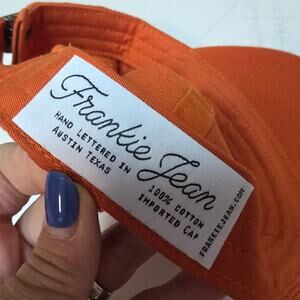 Frankie Jean
HAND LETTERED IN
AUSTIN TEXAS
100% COTTON
IMPORTED CAP
FRANKIEJEAN.COM